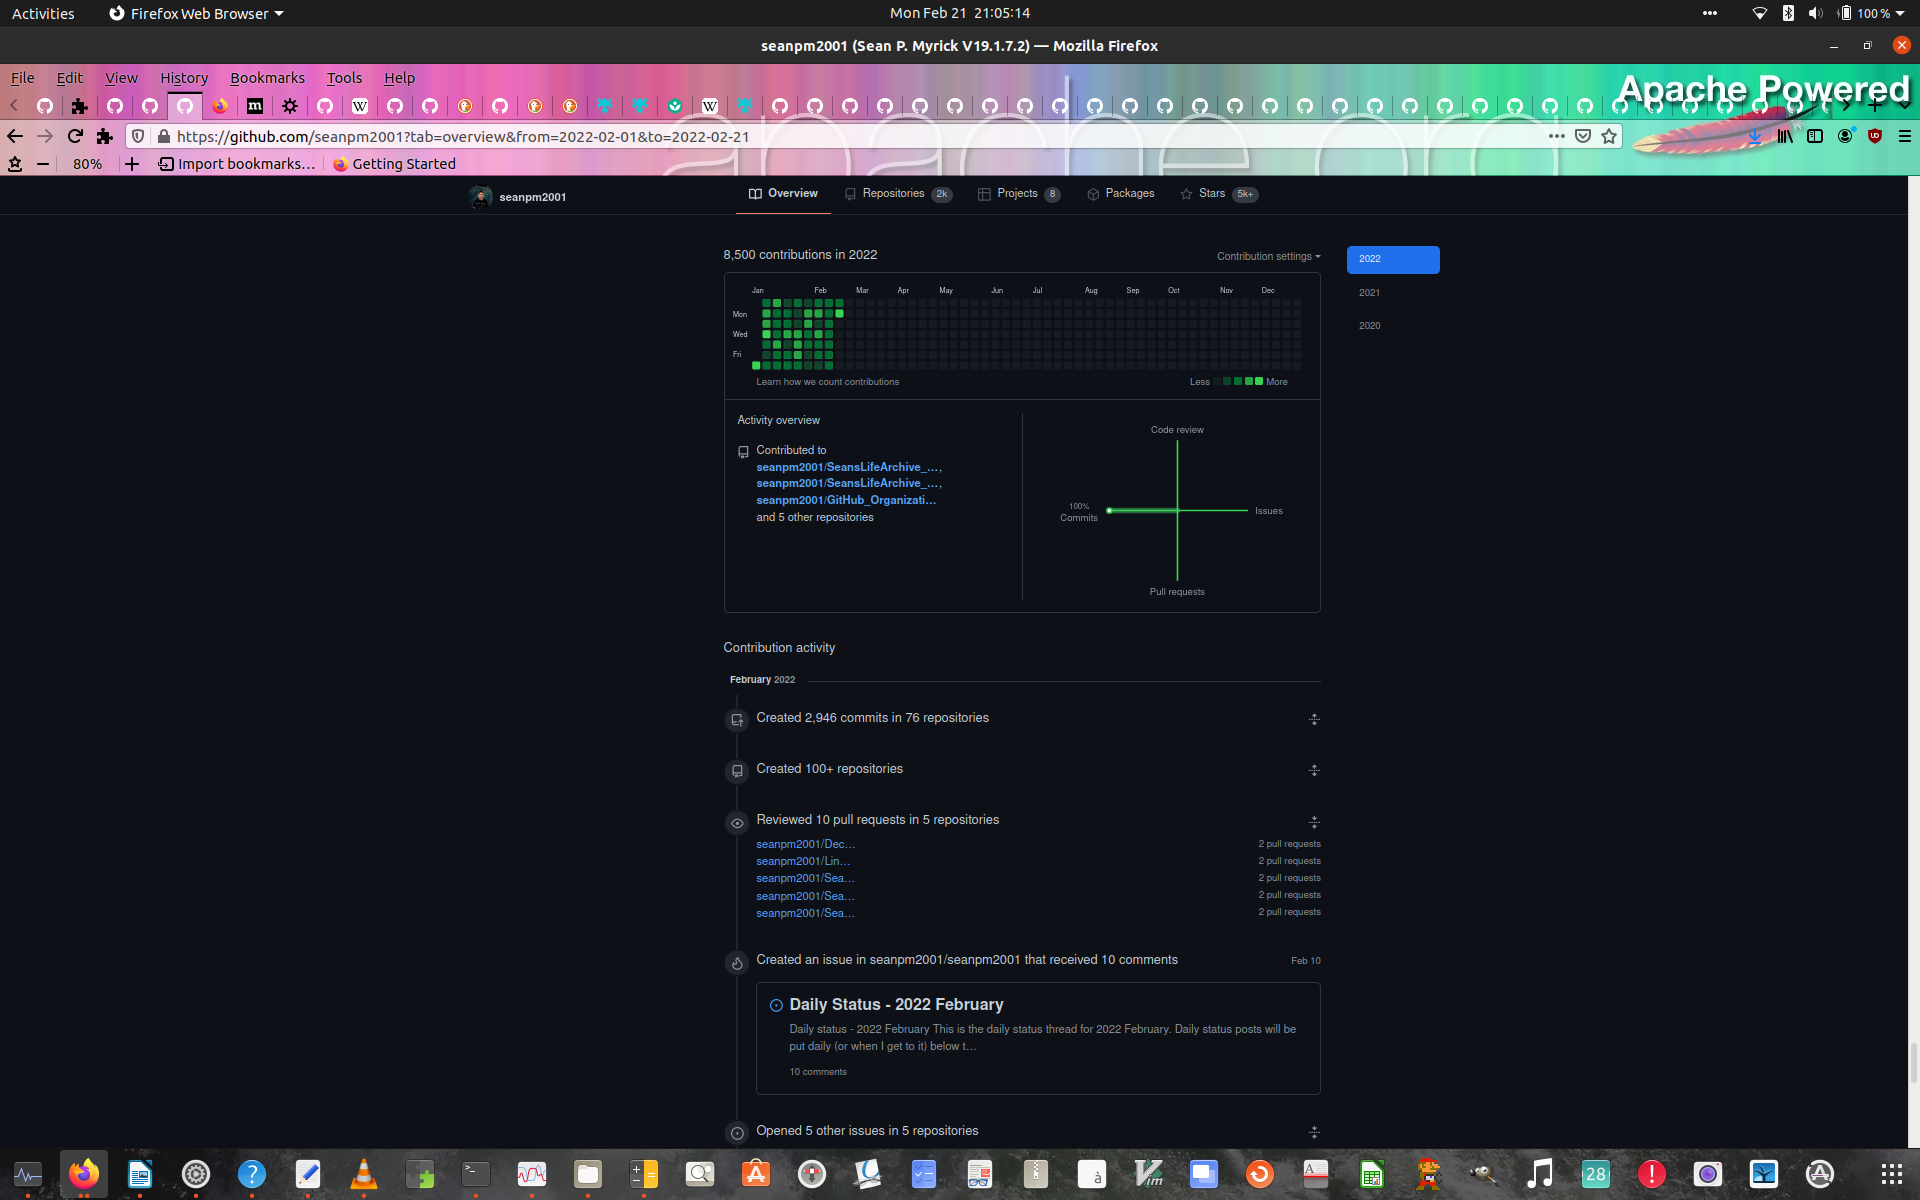 Activities
Firefox Web Browser
Mon Feb 21 21:05:14
100 %
seanpm2001 (Sean P. Myrick V19.1.7.2) — Mozilla Firefox
File Edit View History Bookmarks Tools Help
Apache Powered
https://github.com/seanpm2001?tab=overview&from=2022-02-01&to=2022-02-21
80%
Import bookmarks…
Getting Started
seanpm2001
Overview
Repositories 2k
Projects 8
Packages
Stars 5k+
8,500 contributions in 2022
Contribution settings
2022
2021
2020
Jan Feb Mar Apr May Jun Jul Aug Sep Oct Nov Dec
Mon
Wed
Fri
Learn how we count contributions
Less
More
Activity overview
Contributed to
seanpm2001/SeansLifeArchive_…,
seanpm2001/SeansLifeArchive_…,
seanpm2001/GitHub_Organizati…
and 5 other repositories
Code review
100%
Commits
Issues
Pull requests
Contribution activity
February 2022
Created 2,946 commits in 76 repositories
Created 100+ repositories
Reviewed 10 pull requests in 5 repositories
seanpm2001/Dec… 2 pull requests
seanpm2001/Lin… 2 pull requests
seanpm2001/Sea… 2 pull requests
seanpm2001/Sea… 2 pull requests
seanpm2001/Sea… 2 pull requests
Created an issue in seanpm2001/seanpm2001 that received 10 comments
Feb 10
Daily Status - 2022 February
Daily status - 2022 February This is the daily status thread for 2022 February. Daily status posts will be
put daily (or when I get to it) below t…
10 comments
Opened 5 other issues in 5 repositories
28